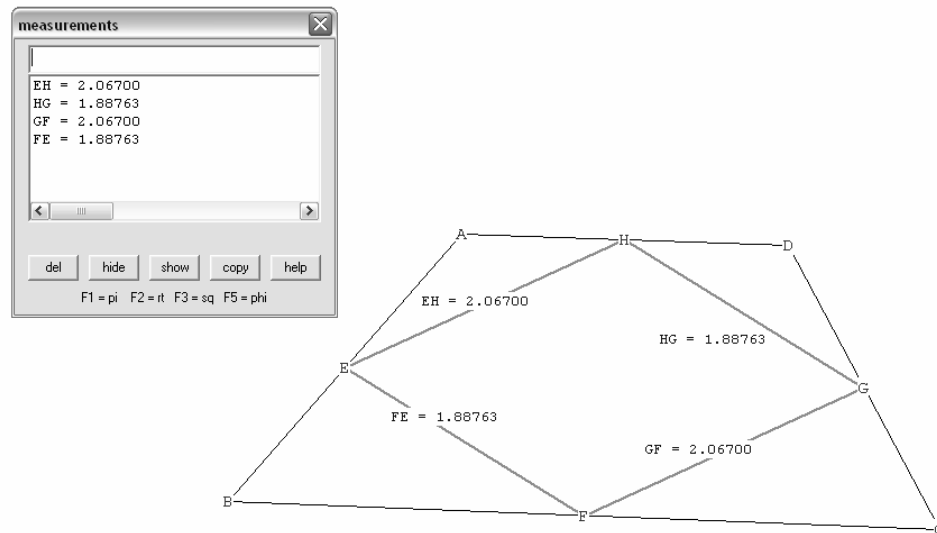 measurements
EH = 2.06700
HG = 1.88763
GF = 2.06700
FE = 1.88763
del hide show copy help
F1 = pi F2 = rt F3 = sq F5 = phi
A H D
EH = 2.06700
HG = 1.88763
E
G
FE = 1.88763
GF = 2.06700
B
F